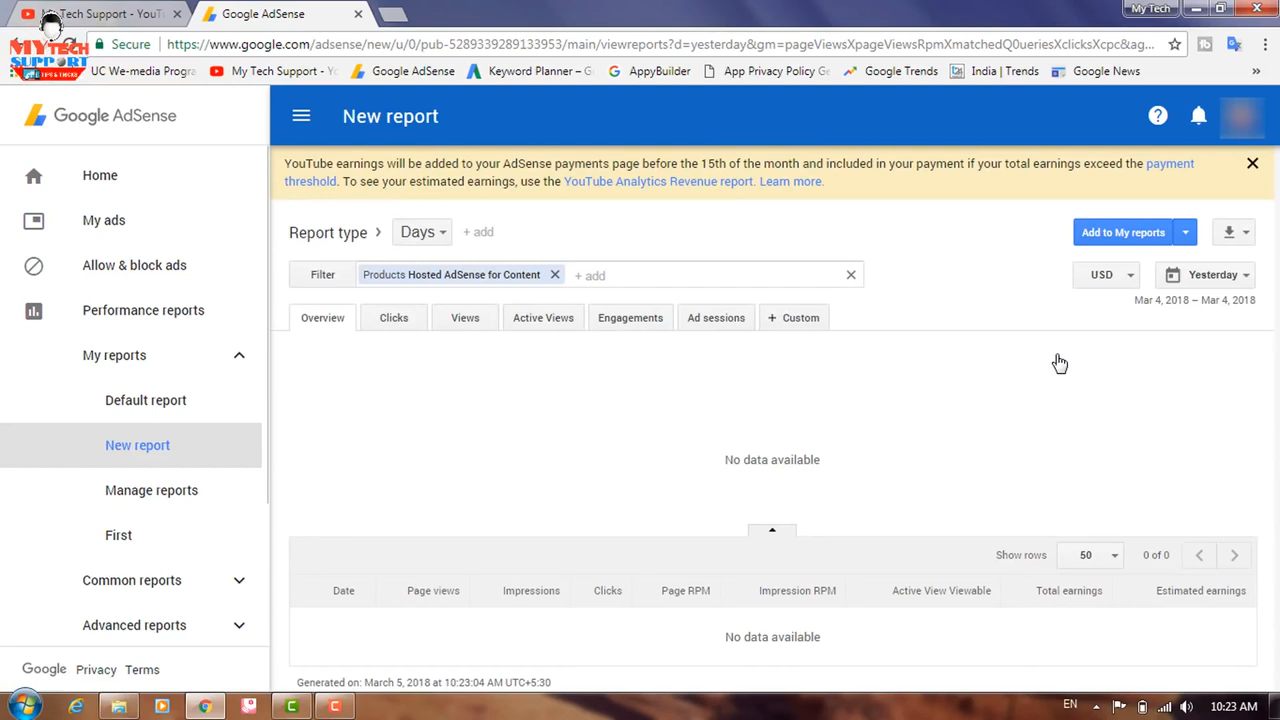 My Tech Support - YouT
Google AdSense
My Tech
Secure
https://www.google.com/adsense/new/u/0/pub-5289339289133953/main/viewreports?d=yesterday&gm=pageViewsXpageViewsRpmXmatchedQ0ueriesXclicksXcpc&ag...
MY TECH
SUPPORT
TIPS & TRICKS
UC We-media Progra
My Tech Support - Yo
Google AdSense
Keyword Planner – G
AppyBuilder
App Privacy Policy Ge
Google Trends
India | Trends
Google News
»
Google AdSense
New report
YouTube earnings will be added to your AdSense payments page before the 15th of the month and included in your payment if your total earnings exceed the payment
threshold. To see your estimated earnings, use the YouTube Analytics Revenue report. Learn more.
Home
My ads
Allow & block ads
Performance reports
My reports
Default report
New report
Manage reports
First
Common reports
Advanced reports
Google Privacy Terms
Report type
Days
+ add
Add to My reports
Filter
Products Hosted AdSense for Content
+ add
USD
Yesterday
Mar 4, 2018 – Mar 4, 2018
Overview
Clicks
Views
Active Views
Engagements
Ad sessions
+ Custom
No data available
Show rows
50
0 of 0
Date
Page views
Impressions
Clicks
Page RPM
Impression RPM
Active View Viewable
Total earnings
Estimated earnings
No data available
Generated on: March 5, 2018 at 10:23:04 AM UTC+5:30
EN
10:23 AM